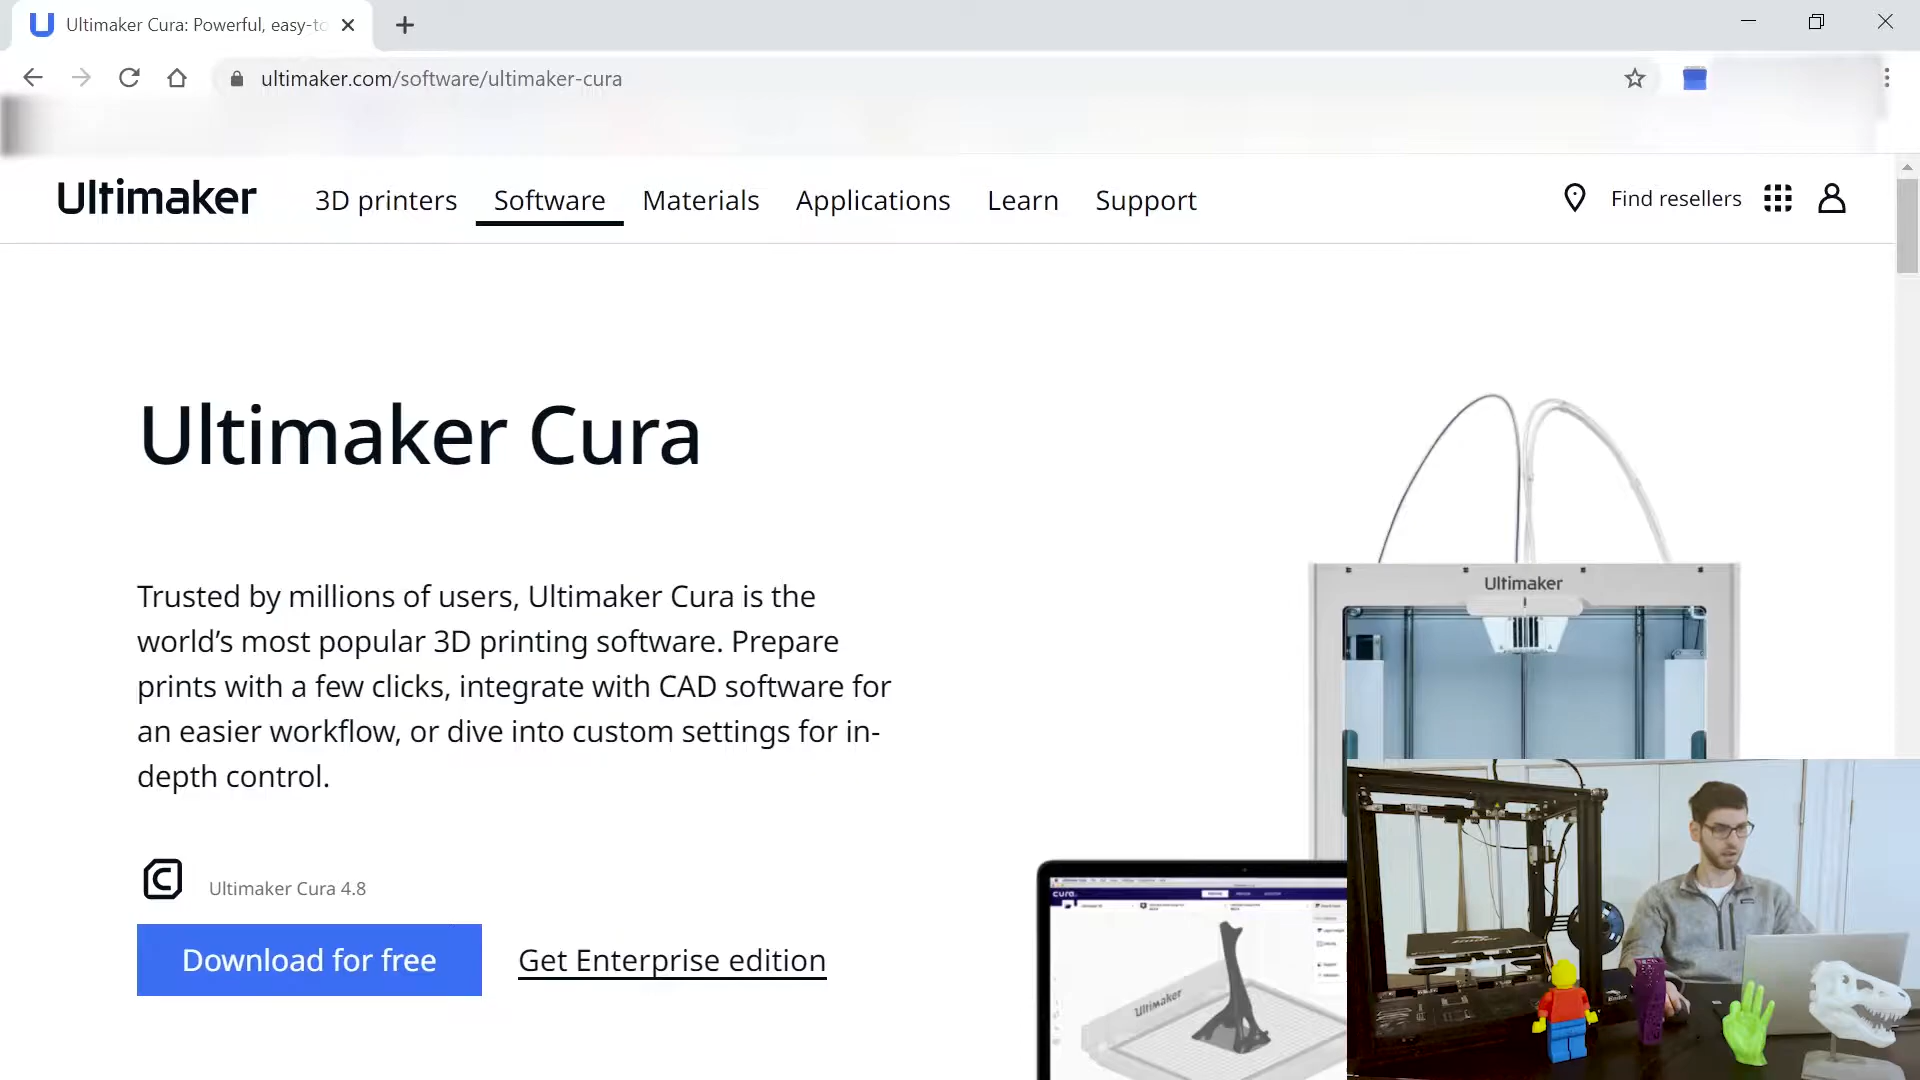 Ultimaker Cura: Powerful, easy-to
ultimaker.com/software/ultimaker-cura
Ultimaker
3D printers
Software
Materials
Applications
Learn
Support
Find resellers
Ultimaker Cura
Trusted by millions of users, Ultimaker Cura is the
world’s most popular 3D printing software. Prepare
prints with a few clicks, integrate with CAD software for
an easier workflow, or dive into custom settings for in-
depth control.
Ultimaker Cura 4.8
Download for free
Get Enterprise edition
Ultimaker
cura
Ultimaker
Ender